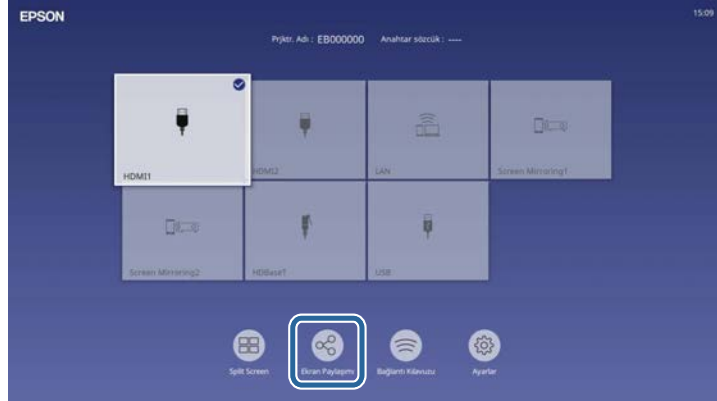 EPSON
15:09
Prjktr. Adı : EB000000 Anahtar sözcük : ----
HDMI1
HDMI2
LAN
Screen Mirroring1
Screen Mirroring2
HDBaseT
USB
Split Screen
Ekran Paylaşımı
Bağlantı Kılavuzu
Ayarlar